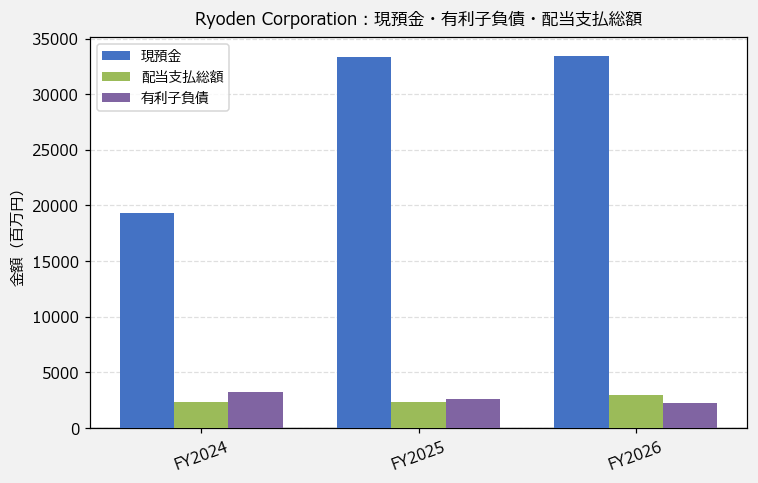 Ryoden Corporation：現預金・有利子負債・配当支払総額
金額（百万円）
35000
30000
25000
20000
15000
10000
5000
0
現預金
配当支払総額
有利子負債
FY2024
FY2025
FY2026